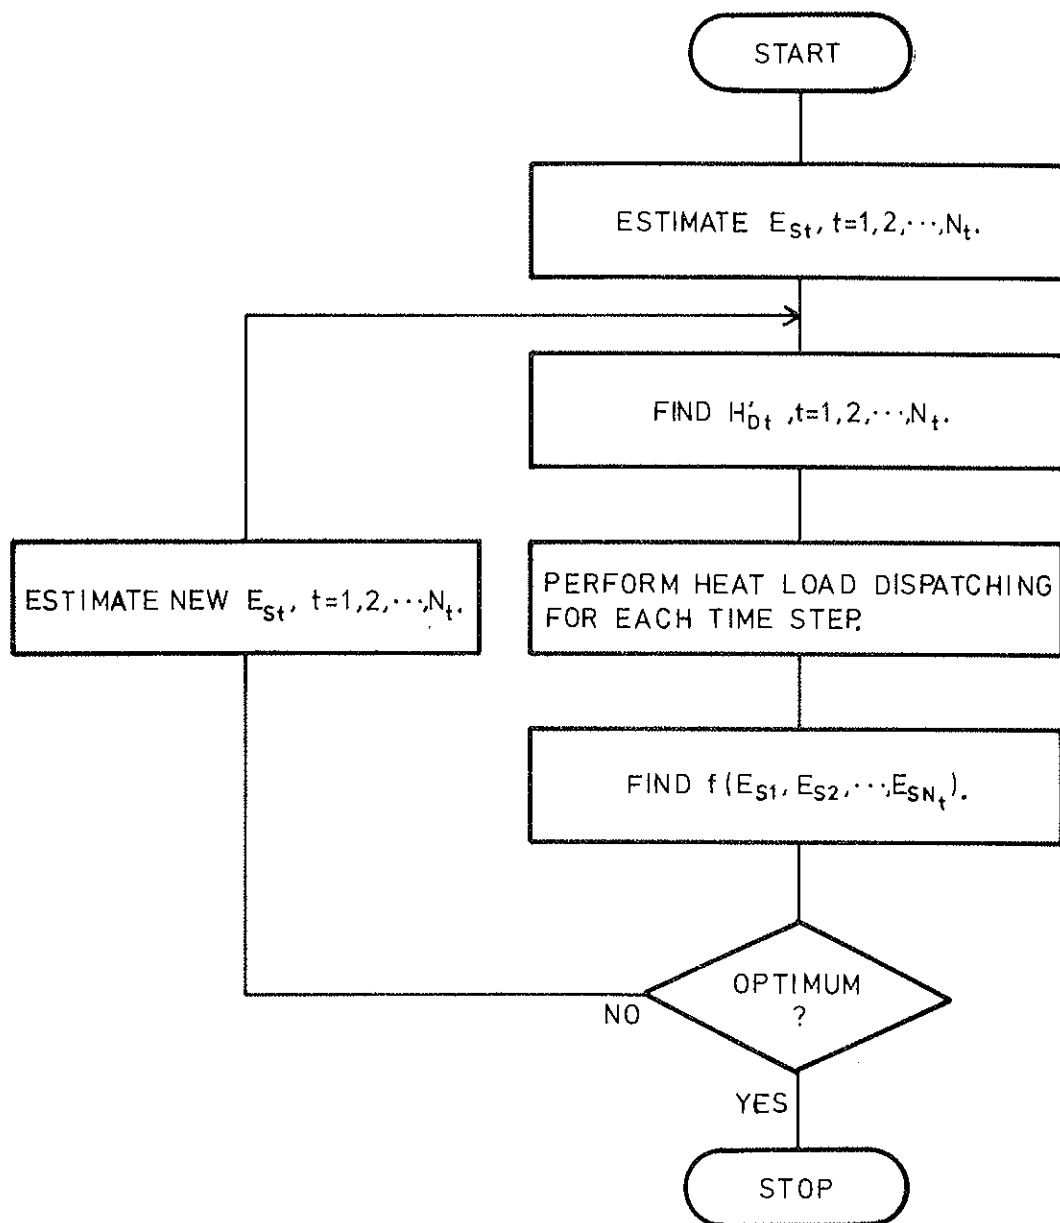 START
ESTIMATE E_St, t=1,2,···,N_t.
FIND H'_Dt ,t=1,2,···,N_t.
PERFORM HEAT LOAD DISPATCHING
FOR EACH TIME STEP.
FIND f(E_S1, E_S2,···,E_SN_t).
OPTIMUM
?
NO
ESTIMATE NEW E_St, t=1,2,···,N_t.
YES
STOP